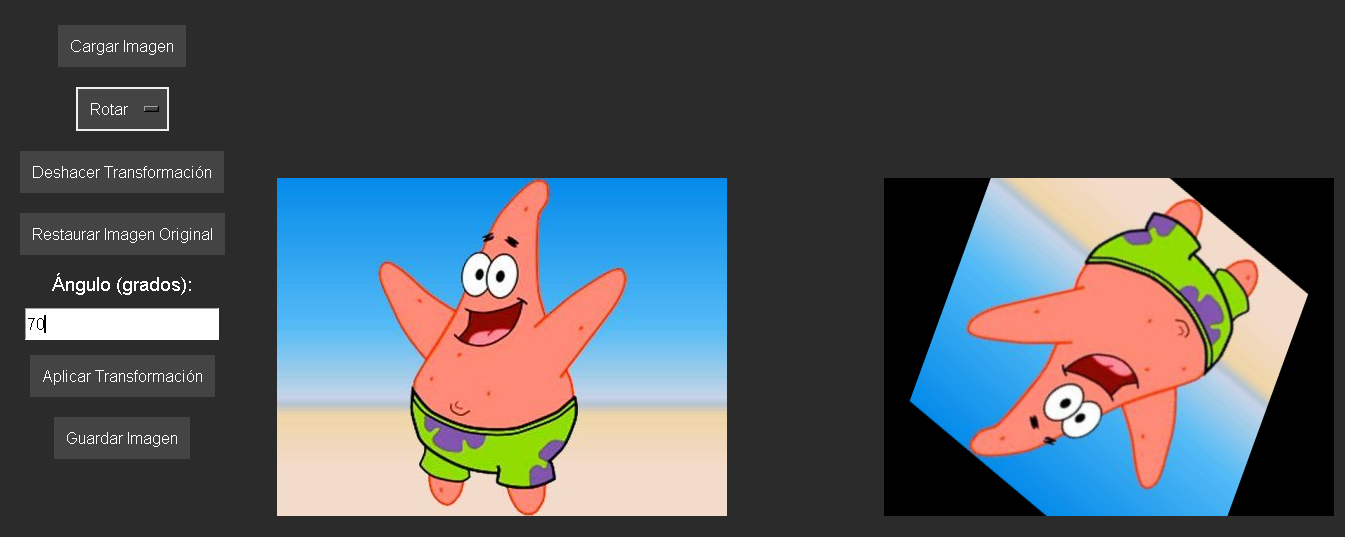 Cargar Imagen
Rotar
Deshacer Transformación
Restaurar Imagen Original
Ángulo (grados):
70
Aplicar Transformación
Guardar Imagen